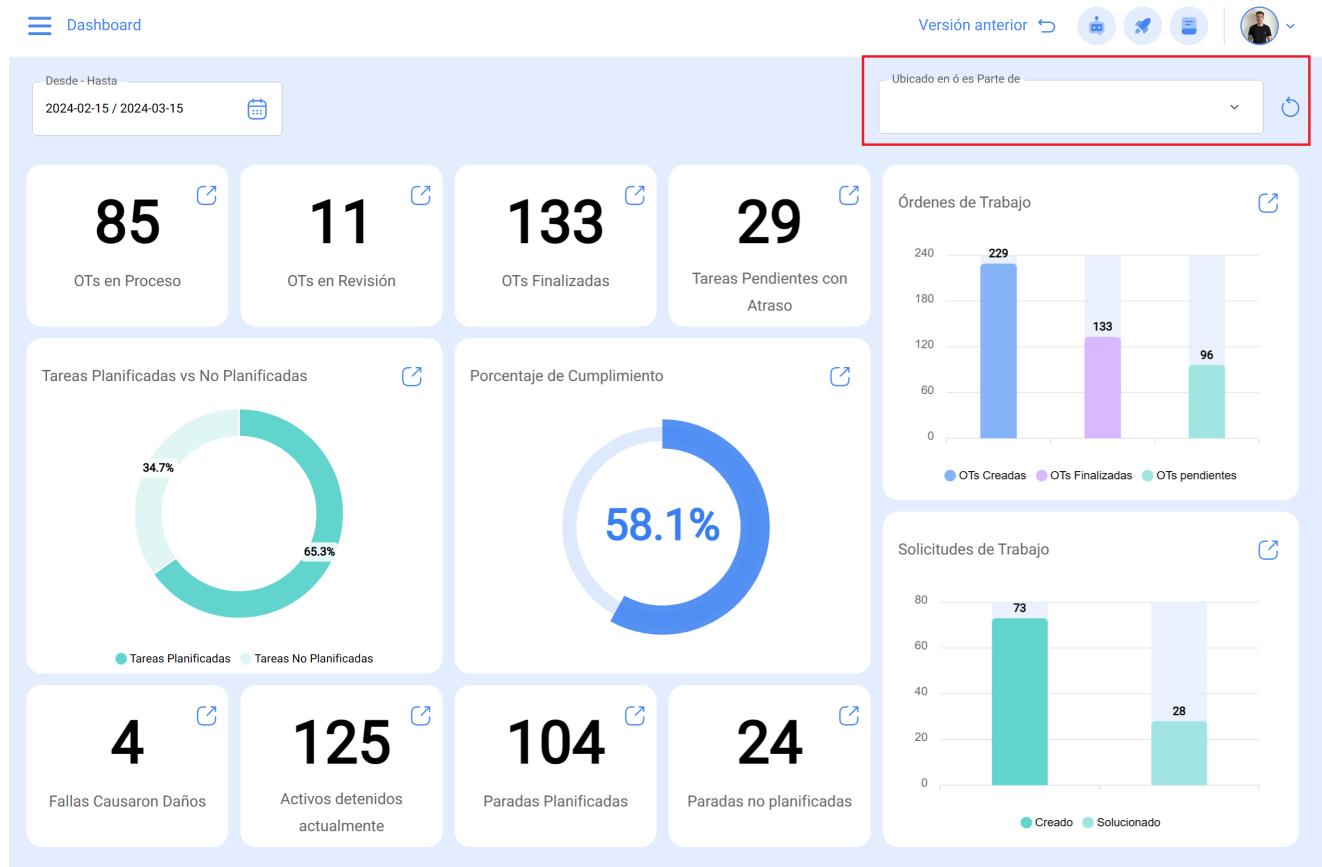 Dashboard
Versión anterior
Desde - Hasta
2024-02-15 / 2024-03-15
Ubicado en ó es Parte de
85
OTs en Proceso
11
OTs en Revisión
133
OTs Finalizadas
29
Tareas Pendientes con
Atraso
Órdenes de Trabajo
240
180
120
60
0
229
133
96
OTs Creadas
OTs Finalizadas
OTs pendientes
Tareas Planificadas vs No Planificadas
34.7%
65.3%
Tareas Planificadas
Tareas No Planificadas
Porcentaje de Cumplimiento
58.1%
Solicitudes de Trabajo
80
60
40
20
0
73
28
Creado
Solucionado
4
Fallas Causaron Daños
125
Activos detenidos
actualmente
104
Paradas Planificadas
24
Paradas no planificadas